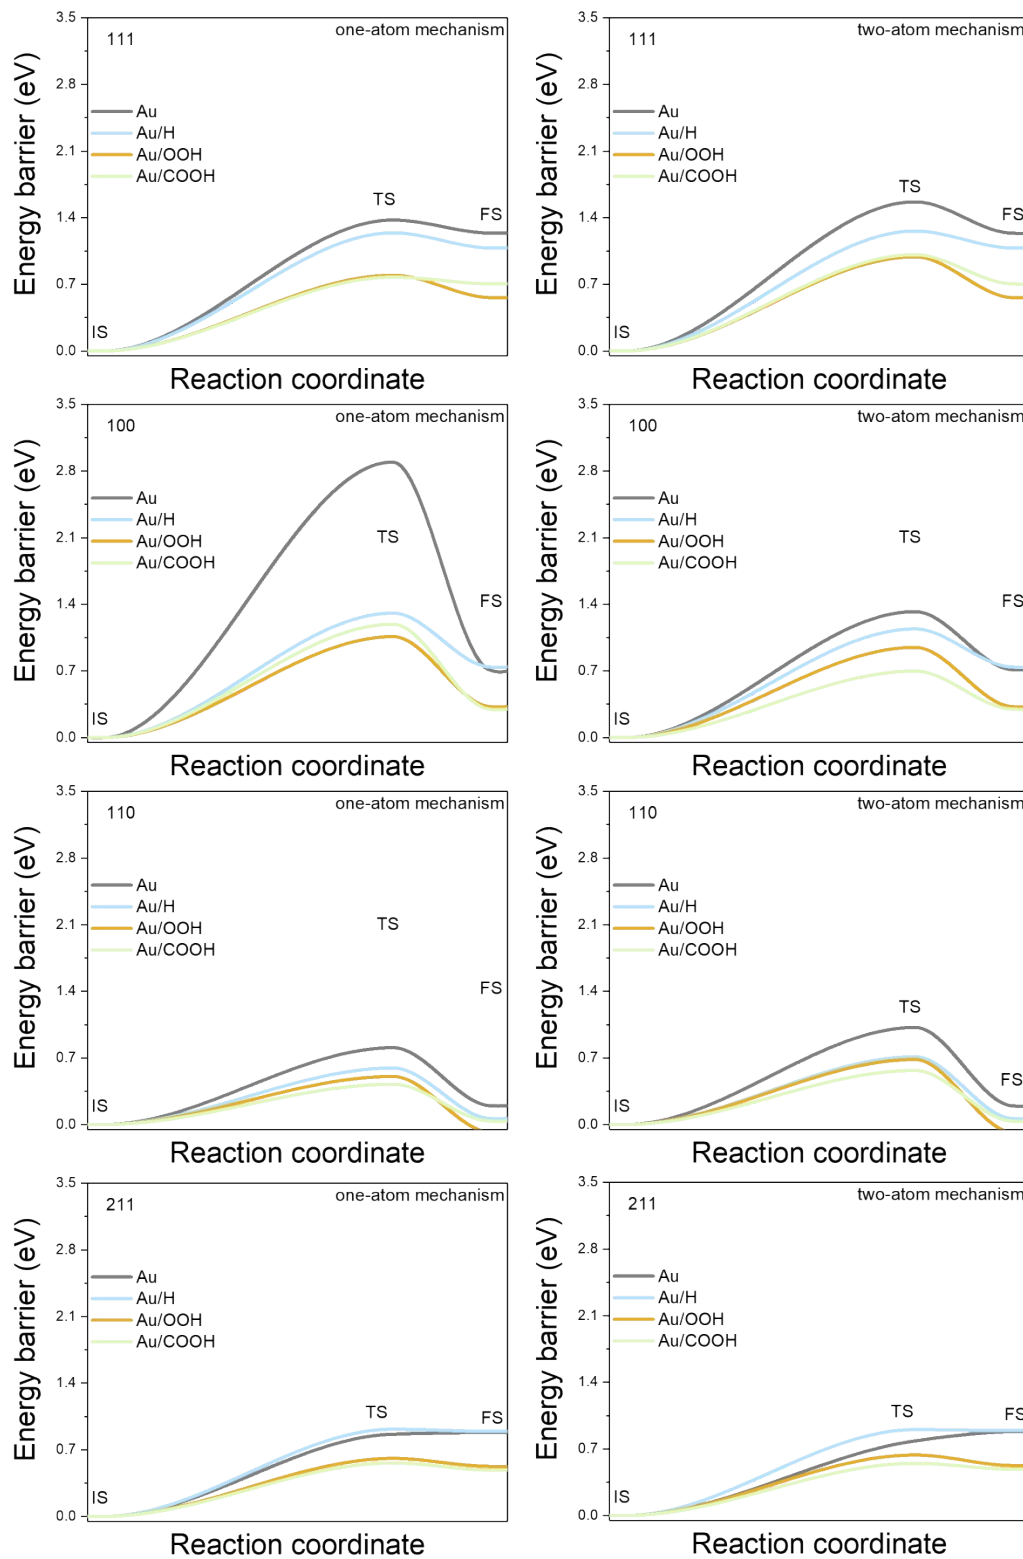 3.5
111
one-atom mechanism
2.8
Au
Au/H
2.1
Au/OOH
Au/COOH
TS
1.4
FS
0.7
IS
0.0
Energy barrier (eV)
Reaction coordinate
3.5
111
two-atom mechanism
2.8
Au
Au/H
2.1
Au/OOH
Au/COOH
TS
1.4
FS
0.7
IS
0.0
Energy barrier (eV)
Reaction coordinate
3.5
100
one-atom mechanism
2.8
Au
Au/H
2.1
Au/OOH
TS
Au/COOH
1.4
FS
0.7
IS
0.0
Energy barrier (eV)
Reaction coordinate
3.5
100
two-atom mechanism
2.8
Au
Au/H
2.1
Au/OOH
TS
Au/COOH
1.4
FS
0.7
IS
0.0
Energy barrier (eV)
Reaction coordinate
3.5
110
one-atom mechanism
2.8
Au
Au/H
2.1
Au/OOH
TS
Au/COOH
1.4
FS
0.7
IS
0.0
Energy barrier (eV)
Reaction coordinate
3.5
110
two-atom mechanism
2.8
Au
Au/H
2.1
Au/OOH
Au/COOH
1.4
TS
0.7
FS
IS
0.0
Energy barrier (eV)
Reaction coordinate
3.5
211
one-atom mechanism
2.8
Au
Au/H
2.1
Au/OOH
Au/COOH
1.4
TS
FS
0.7
IS
0.0
Energy barrier (eV)
Reaction coordinate
3.5
211
two-atom mechanism
2.8
Au
Au/H
2.1
Au/OOH
Au/COOH
1.4
TS
FS
0.7
IS
0.0
Energy barrier (eV)
Reaction coordinate